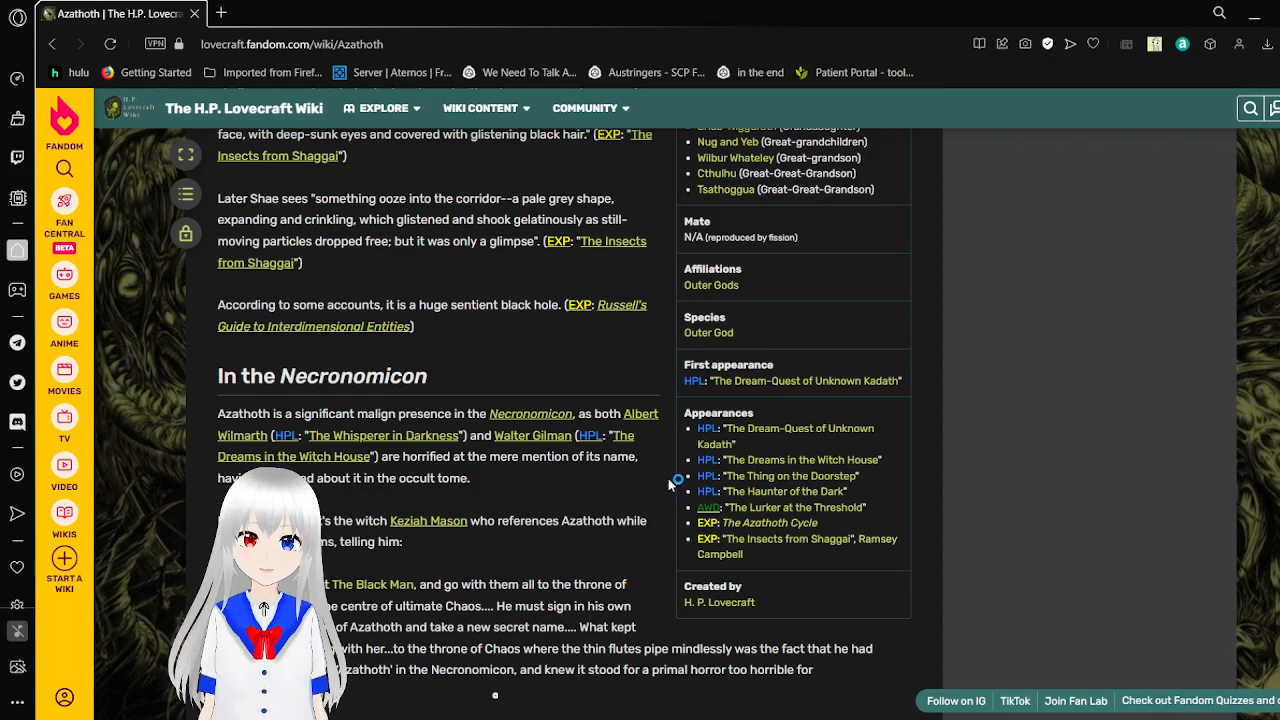 Azathoth | The H.P. Lovecra
lovecraft.fandom.com/wiki/Azathoth
VPN
hulu
Getting Started
Imported from Firef...
Server | Aternos | Fr...
We Need To Talk A...
Austringers - SCP F...
in the end
Patient Portal - tool...
H. P. Lovecraft Wiki
The H.P. Lovecraft Wiki
EXPLORE
WIKI CONTENT
COMMUNITY
FANDOM
FAN CENTRAL
BETA
GAMES
ANIME
MOVIES
TV
VIDEO
WIKIS
START A WIKI
face, with deep-sunk eyes and covered with glistening black hair." (EXP: "The
Insects from Shaggai")
Later Shae sees "something ooze into the corridor--a pale grey shape,
expanding and crinkling, which glistened and shook gelatinously as still-
moving particles dropped free; but it was only a glimpse". (EXP: "The Insects
from Shaggai")
According to some accounts, it is a huge sentient black hole. (EXP: Russell's
Guide to Interdimensional Entities)
In the Necronomicon
Azathoth is a significant malign presence in the Necronomicon, as both Albert
Wilmarth (HPL: "The Whisperer in Darkness") and Walter Gilman (HPL: "The
Dreams in the Witch House") are horrified at the mere mention of its name,
about it in the occult tome.
's the witch Keziah Mason who references Azathoth while
telling him:
The Black Man, and go with them all to the throne of
centre of ultimate Chaos.... He must sign in his own
of Azathoth and take a new secret name.... What kept
with her...to the throne of Chaos where the thin flutes pipe mindlessly was the fact that he had
Azathoth' in the Necronomicon, and knew it stood for a primal horror too horrible for
Nug and Yeb (Great-grandchildren)
Wilbur Whateley (Great-grandson)
Cthulhu (Great-Great-Grandson)
Tsathoggua (Great-Great-Grandson)
Mate
N/A (reproduced by fission)
Affiliations
Outer Gods
Species
Outer God
First appearance
HPL: "The Dream-Quest of Unknown Kadath"
Appearances
HPL: "The Dream-Quest of Unknown
Kadath"
HPL: "The Dreams in the Witch House"
HPL: "The Thing on the Doorstep"
HPL: "The Haunter of the Dark"
AWD: "The Lurker at the Threshold"
EXP: The Azathoth Cycle
EXP: "The Insects from Shaggai", Ramsey
Campbell
Created by
H. P. Lovecraft
Follow on IG
TikTok
Join Fan Lab
Check out Fandom Quizzes and